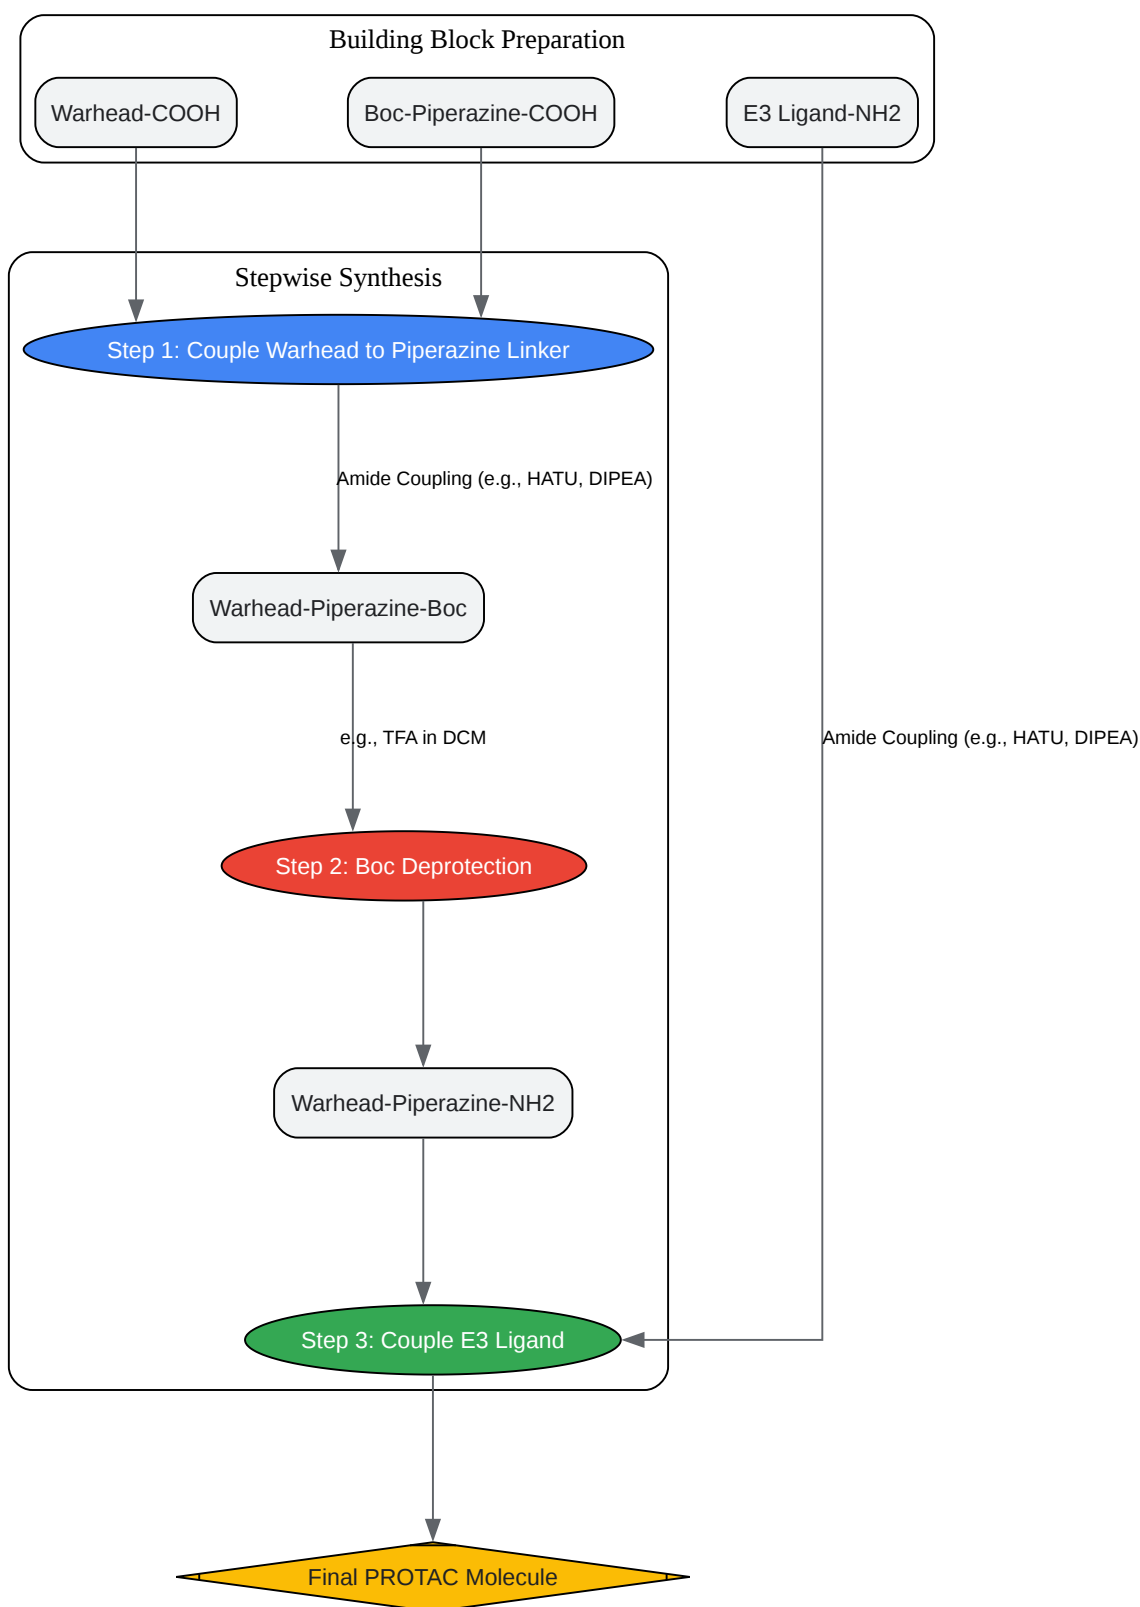 Building Block Preparation
Warhead-COOH
Boc-Piperazine-COOH
E3 Ligand-NH2
Stepwise Synthesis
Step 1: Couple Warhead to Piperazine Linker
Amide Coupling (e.g., HATU, DIPEA)
Warhead-Piperazine-Boc
e.g., TFA in DCM
Amide Coupling (e.g., HATU, DIPEA)
Step 2: Boc Deprotection
Warhead-Piperazine-NH2
Step 3: Couple E3 Ligand
Final PROTAC Molecule